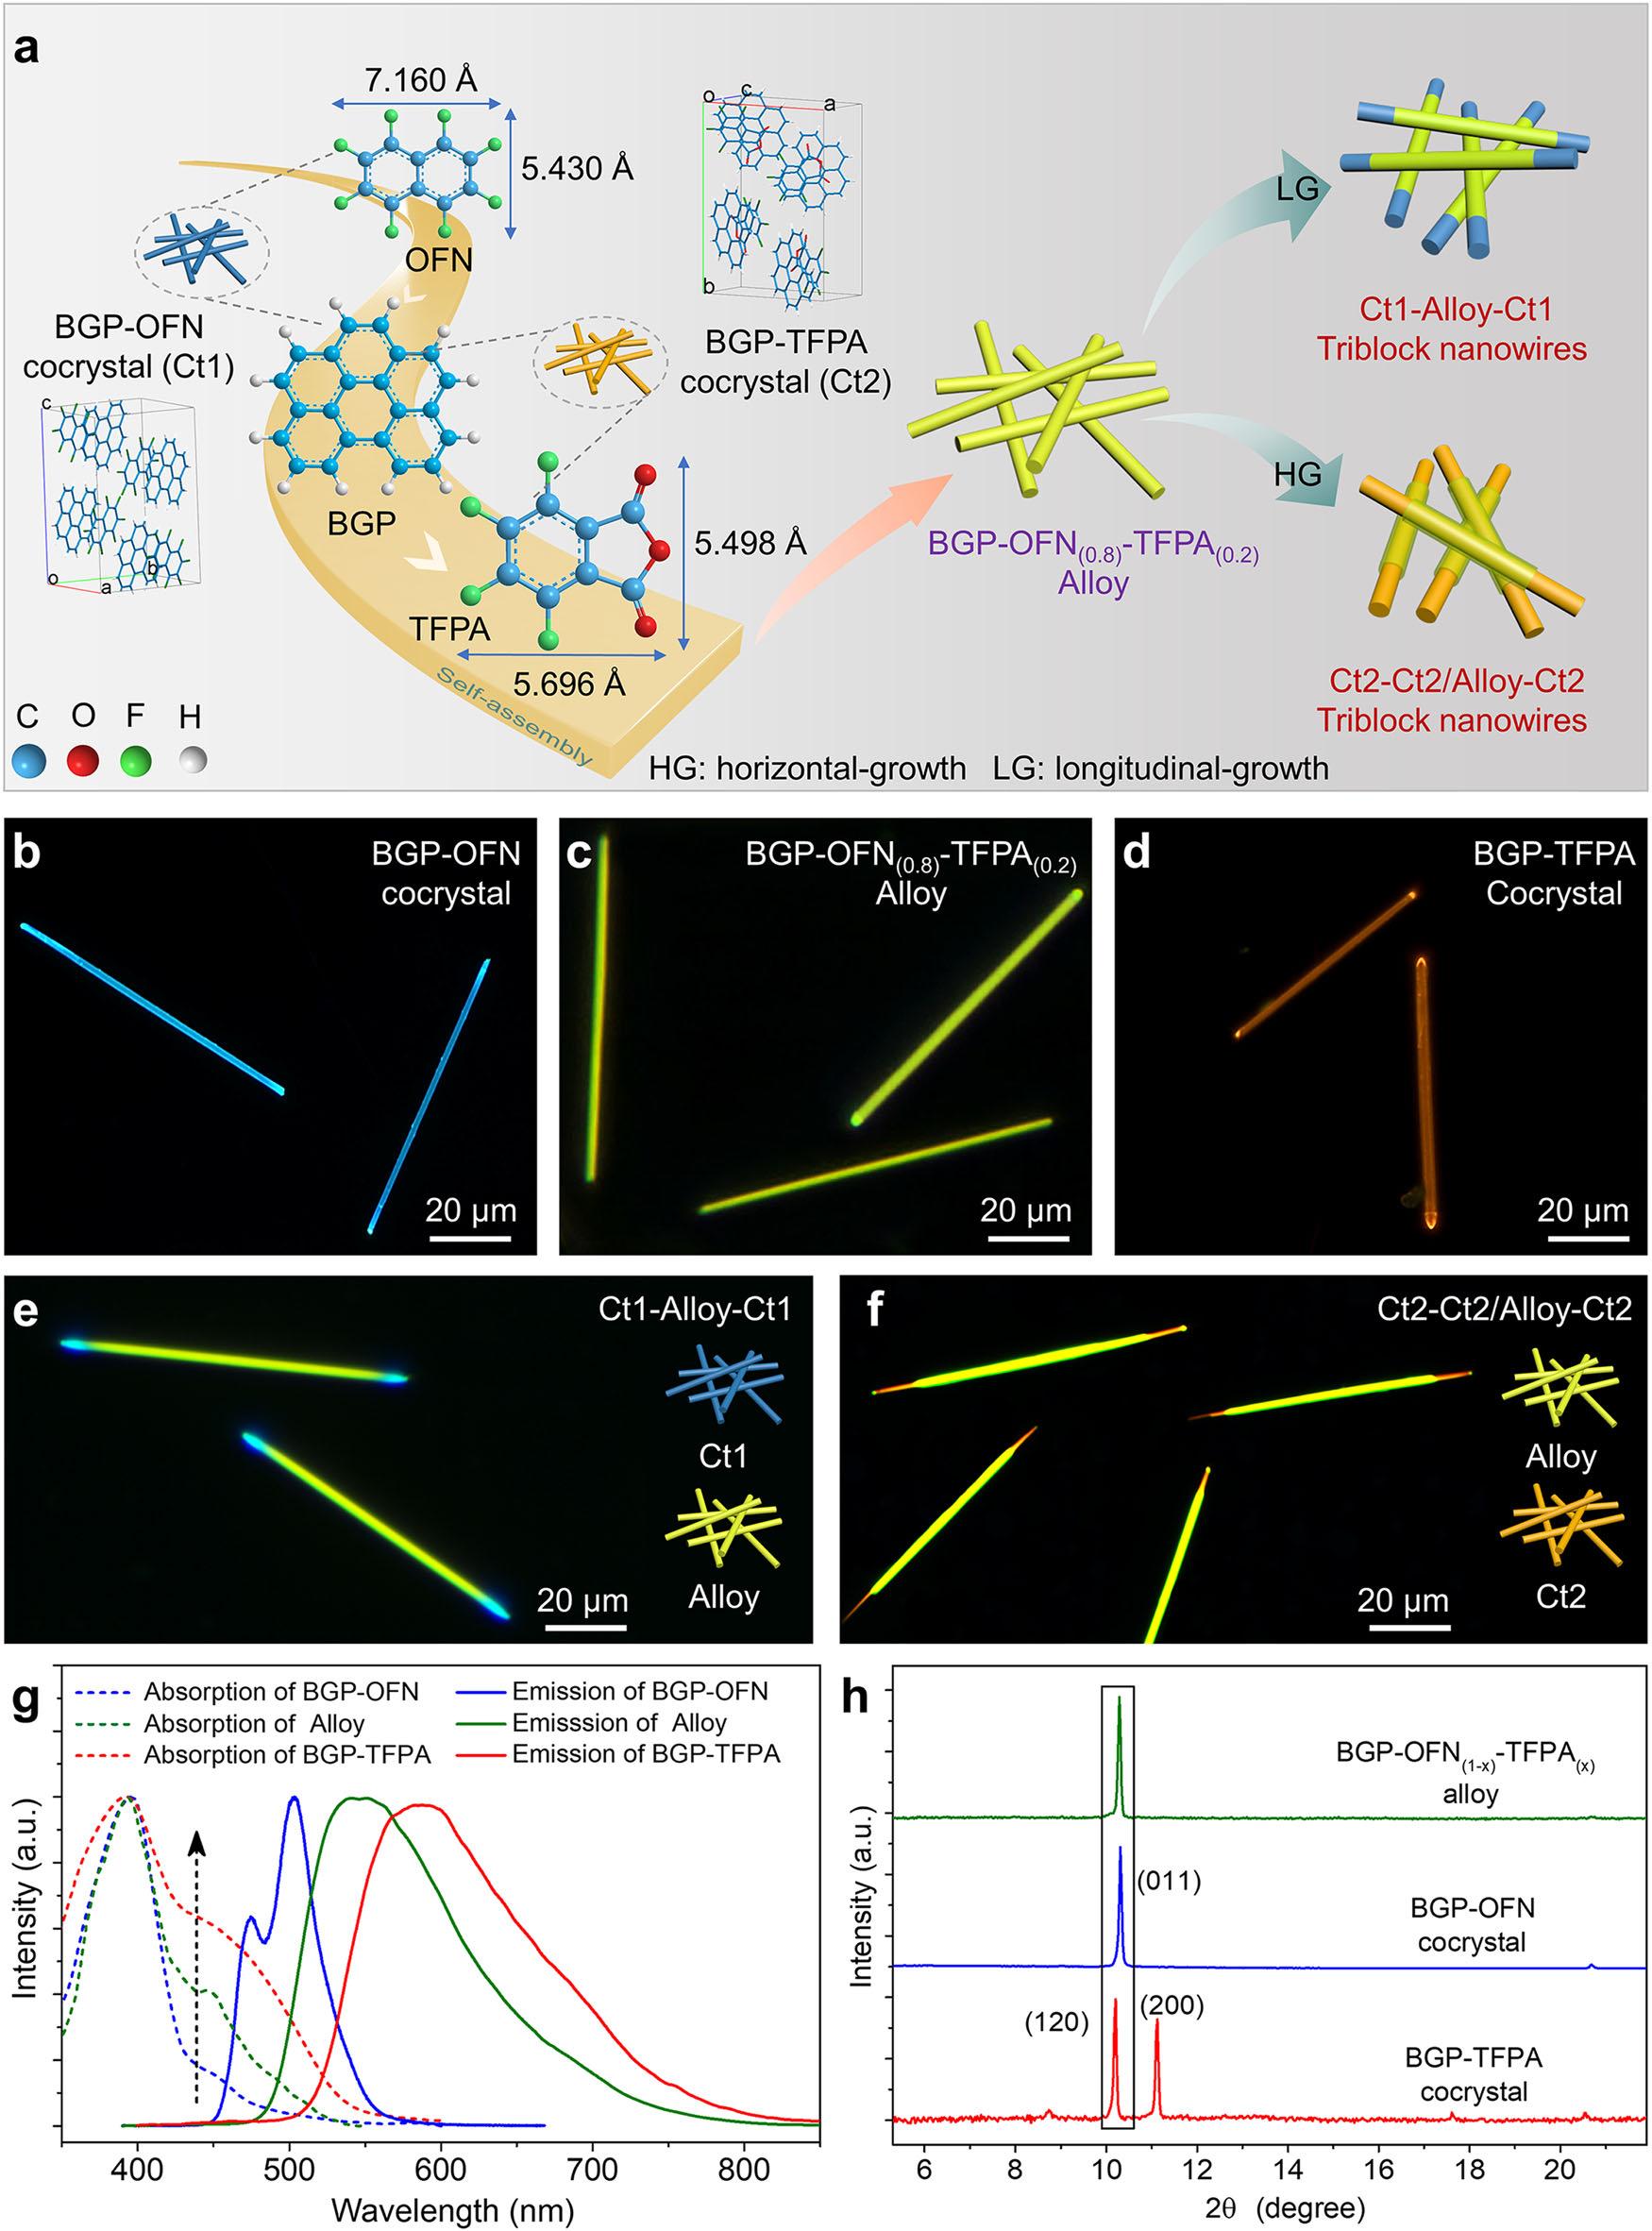 a
7.160 Å
5.430 Å
OFN
o
c
a
b
BGP-OFN
cocrystal (Ct1)
BGP-TFPA
cocrystal (Ct2)
c
o
a
b
BGP
5.498 Å
TFPA
5.696 Å
Self-assembly
C O F H
LG
HG
Ct1-Alloy-Ct1
Triblock nanowires
BGP-OFN(0.8)-TFPA(0.2)
Alloy
Ct2-Ct2/Alloy-Ct2
Triblock nanowires
HG: horizontal-growth LG: longitudinal-growth
b
BGP-OFN
cocrystal
20 μm
c
BGP-OFN(0.8)-TFPA(0.2)
Alloy
20 μm
d
BGP-TFPA
Cocrystal
20 μm
e
Ct1-Alloy-Ct1
Ct1
Alloy
20 μm
f
Ct2-Ct2/Alloy-Ct2
Alloy
Ct2
20 μm
g
Absorption of BGP-OFN
Absorption of Alloy
Absorption of BGP-TFPA
Emission of BGP-OFN
Emisssion of Alloy
Emission of BGP-TFPA
Intensity (a.u.)
400 500 600 700 800
Wavelength (nm)
h
BGP-OFN(1-x)-TFPA(x)
alloy
(011)
BGP-OFN
cocrystal
(120)
(200)
BGP-TFPA
cocrystal
Intensity (a.u.)
6 8 10 12 14 16 18 20
2θ (degree)